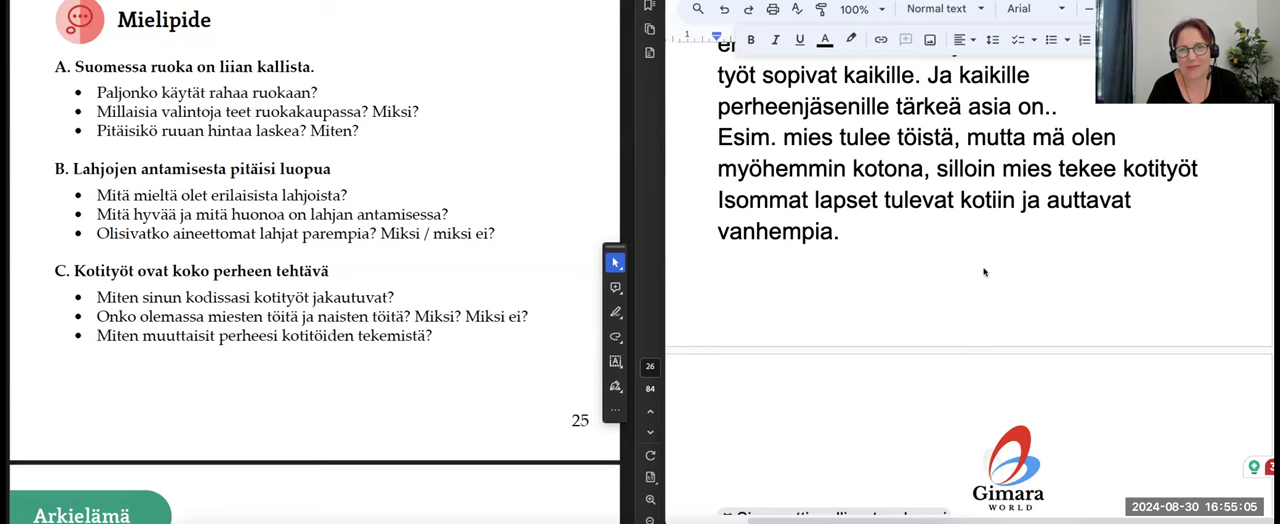 Mielipide
A. Suomessa ruoka on liian kallista.
• Paljonko käytät rahaa ruokaan?
• Millaisia valintoja teet ruokakaupassa? Miksi?
• Pitäisikö ruuan hintaa laskea? Miten?
B. Lahjojen antamisesta pitäisi luopua
• Mitä mieltä olet erilaisista lahjoista?
• Mitä hyvää ja mitä huonoa on lahjan antamisessa?
• Olisivatko aineettomat lahjat parempia? Miksi / miksi ei?
C. Kotityöt ovat koko perheen tehtävä
• Miten sinun kodissasi kotityöt jakautuvat?
• Onko olemassa miesten töitä ja naisten töitä? Miksi? Miksi ei?
• Miten muuttaisit perheesi kotitöiden tekemistä?
25
Arkielämä
26
84
100%
Normal text
Arial
1
B I U A
työt sopivat kaikille. Ja kaikille
perheenjäsenille tärkeä asia on..
Esim. mies tulee töistä, mutta mä olen
myöhemmin kotona, silloin mies tekee kotityöt
Isommat lapset tulevat kotiin ja auttavat
vanhempia.
Gimara
WORLD
2024-08-30 16:55:05